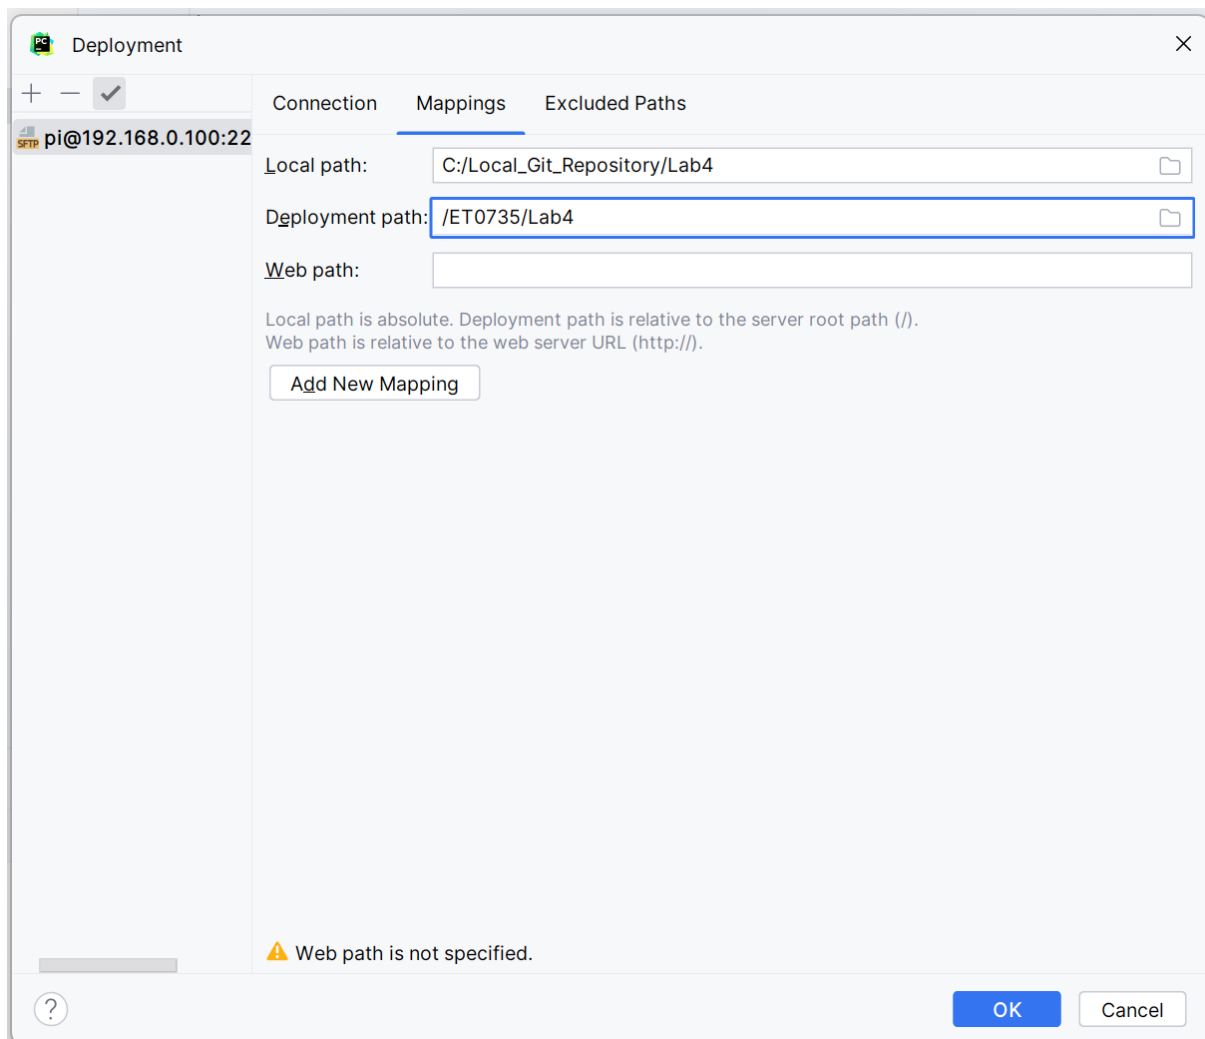 PC
Deployment
Connection
Mappings
Excluded Paths
SFTP pi@192.168.0.100:22
Local path:
C:/Local_Git_Repository/Lab4
Deployment path:
/ET0735/Lab4
Web path:
Local path is absolute. Deployment path is relative to the server root path (/).
Web path is relative to the web server URL (http://).
Add New Mapping
Web path is not specified.
?
OK
Cancel